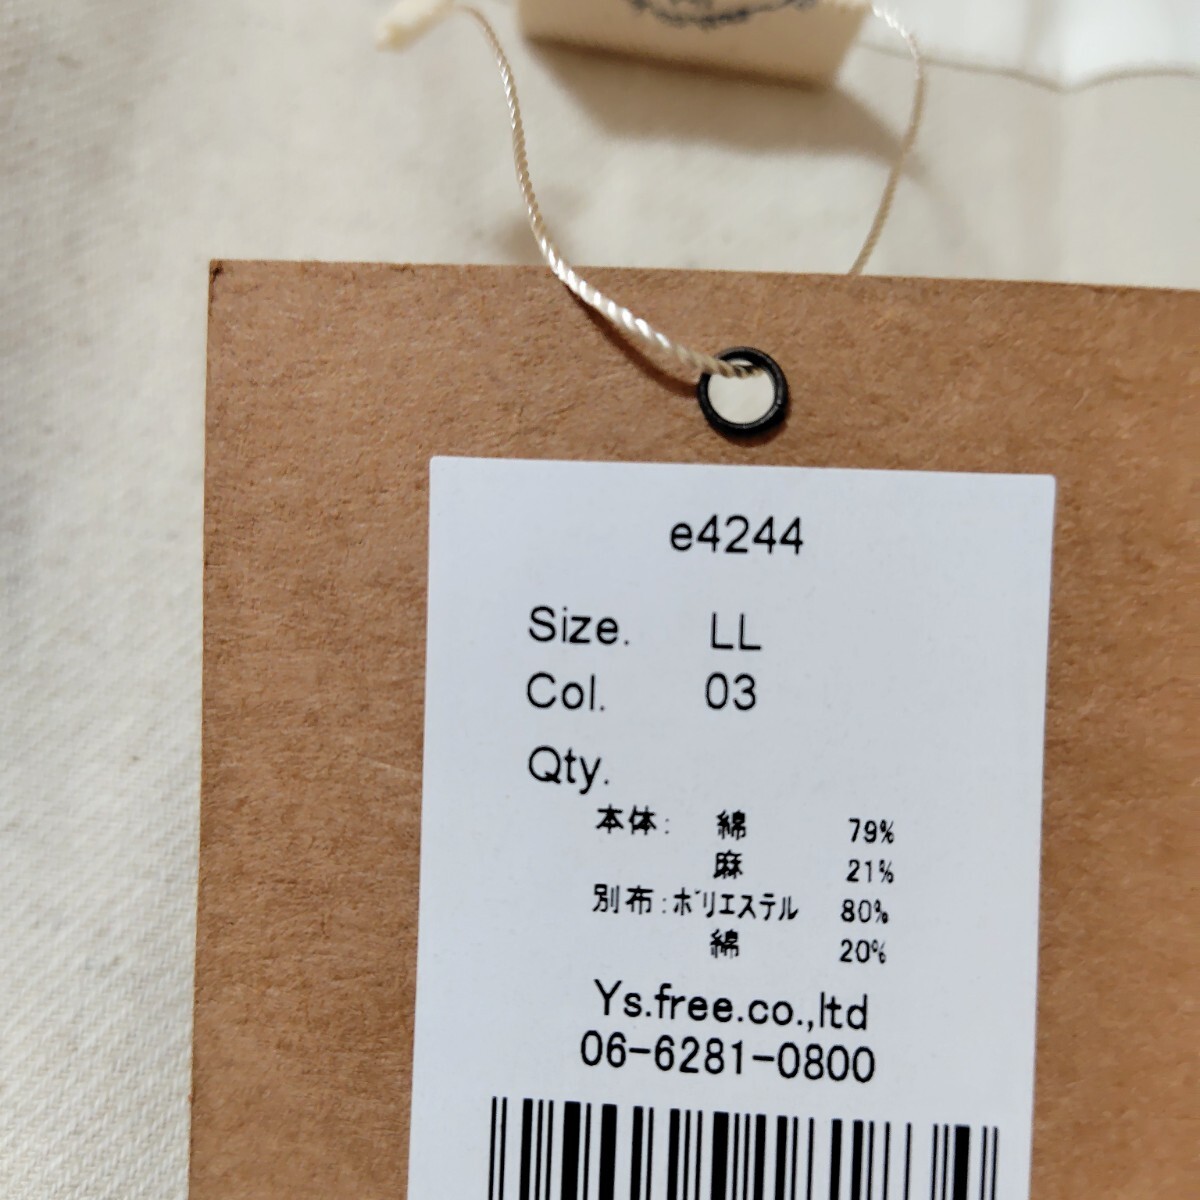 e4244
Size. LL
Col. 03
Qty.
本体: 綿 79%
麻 21%
別布:ポリエステル 80%
綿 20%
Ys.free.co.,ltd
06-6281-0800